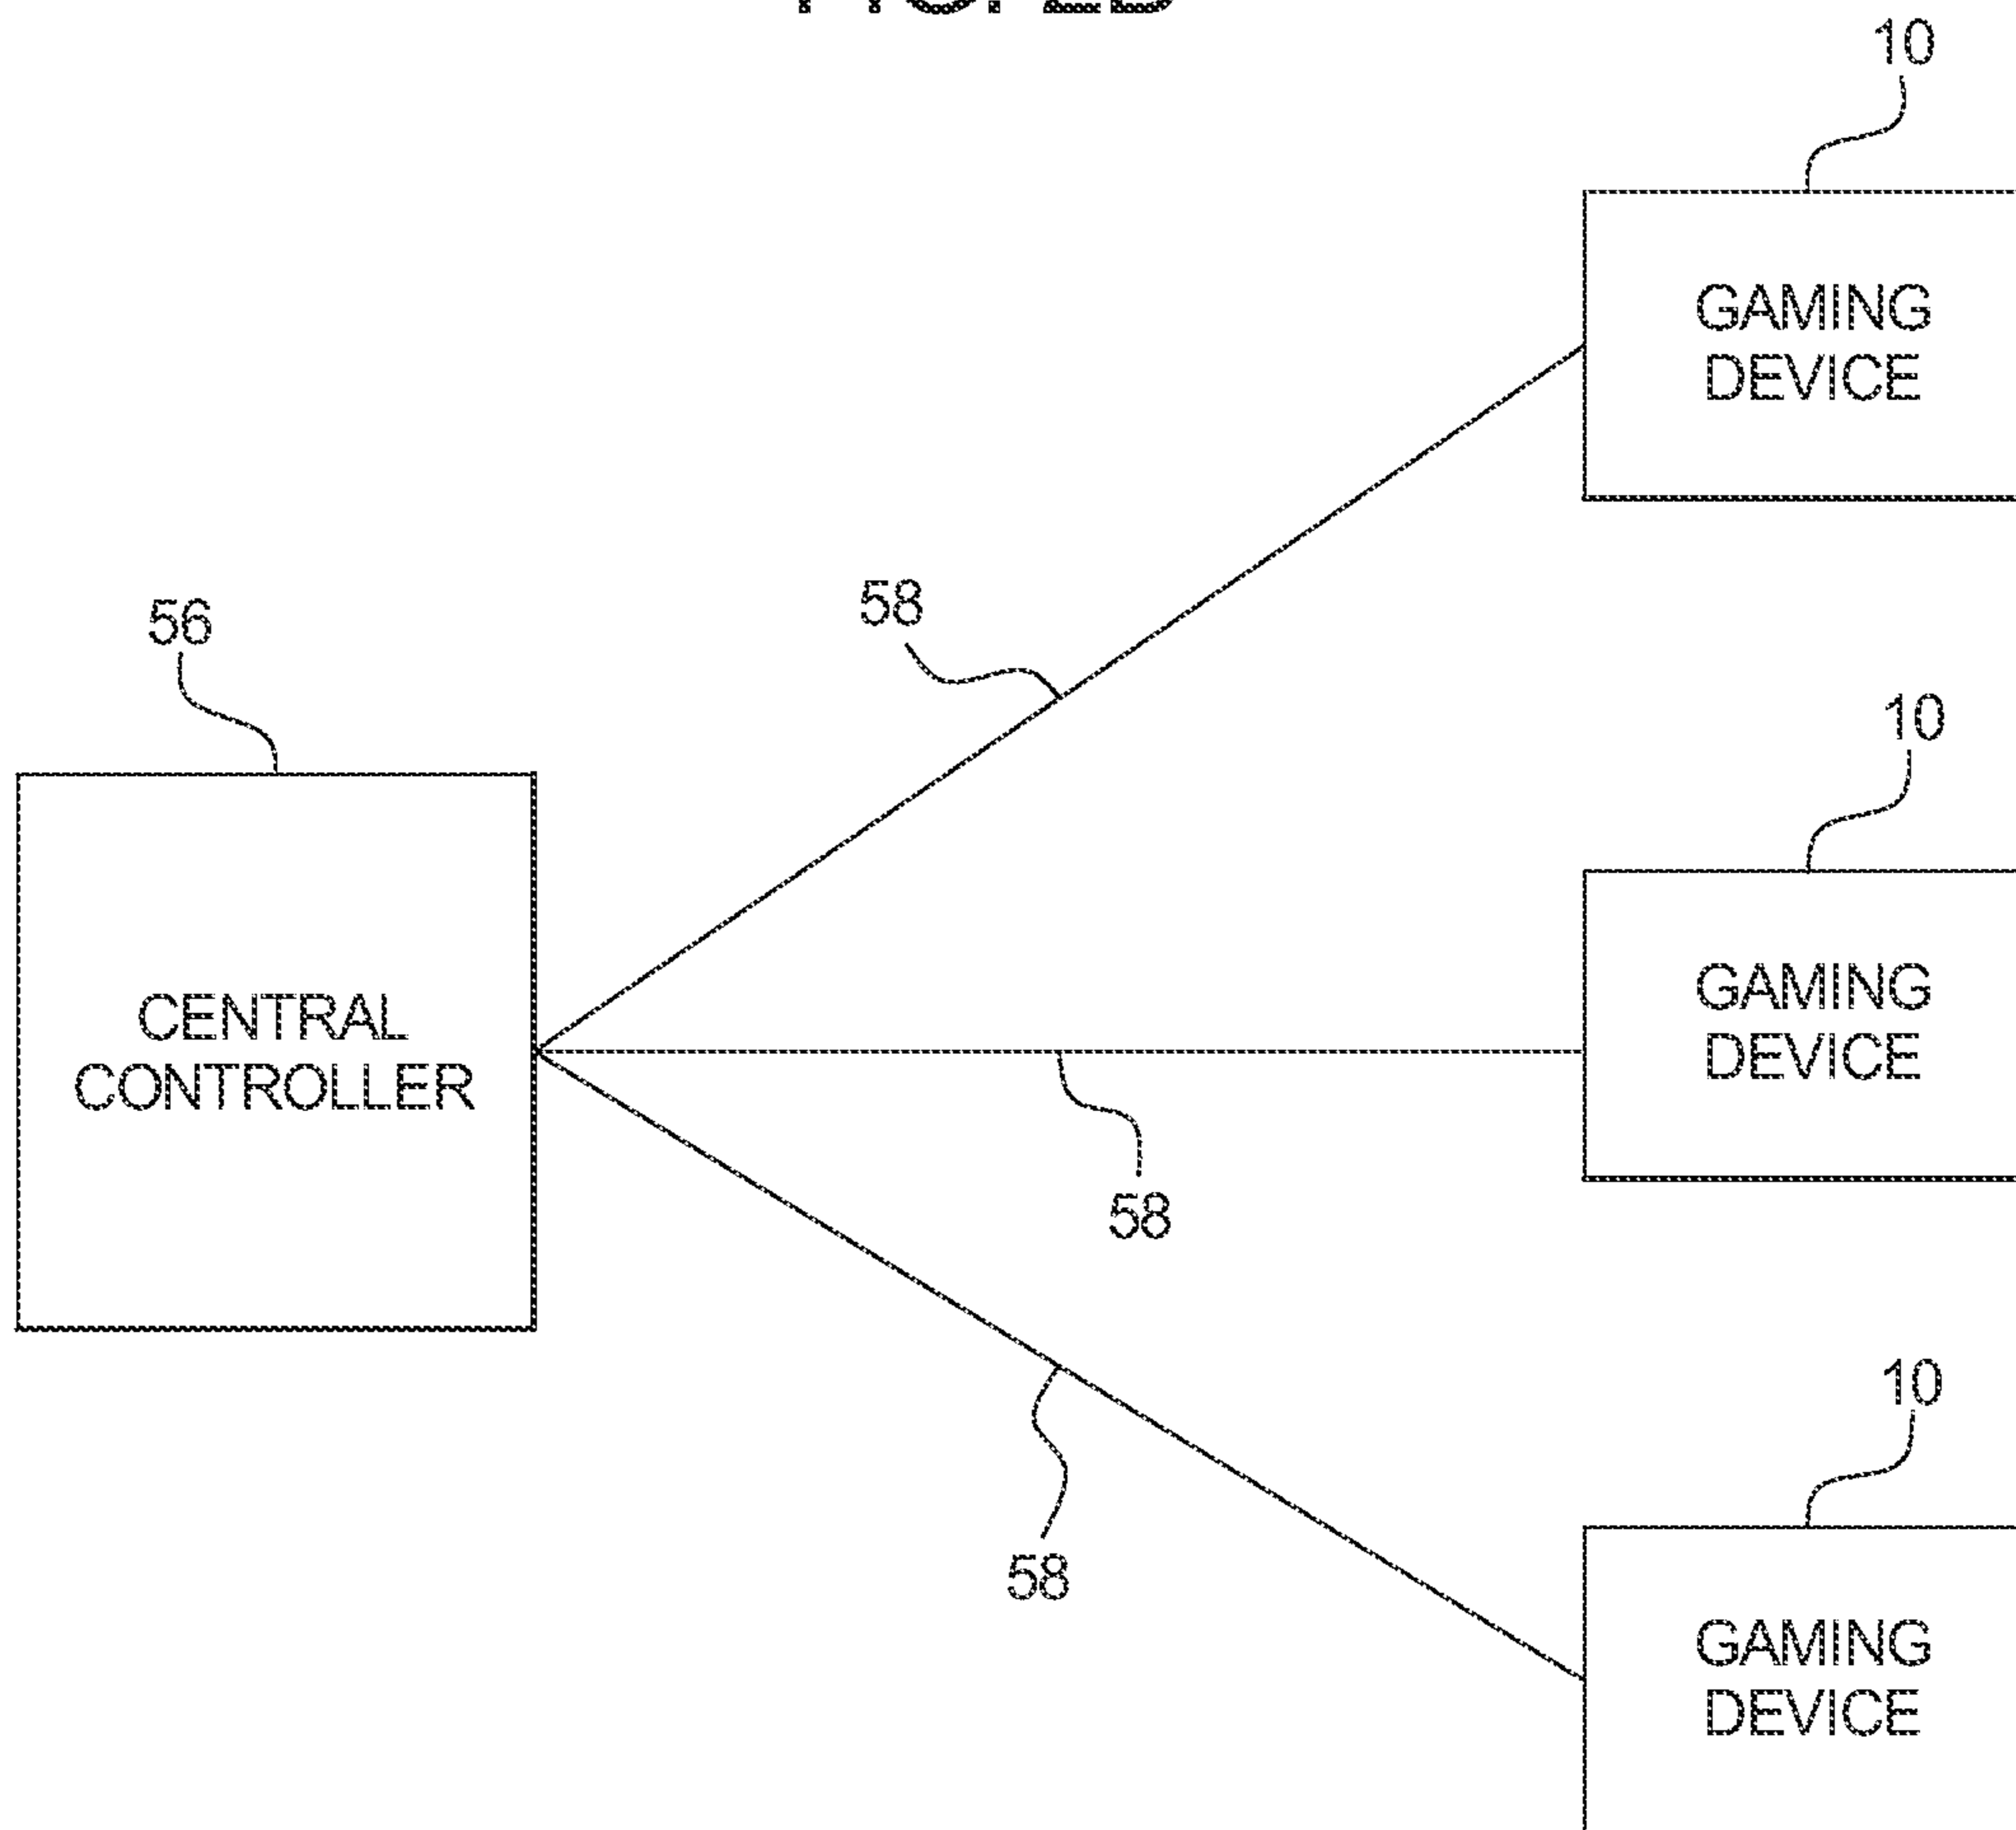 10
GAMING
DEVICE
58
56
10
CENTRAL
CONTROLLER
GAMING
DEVICE
58
10
58
GAMING
DEVICE